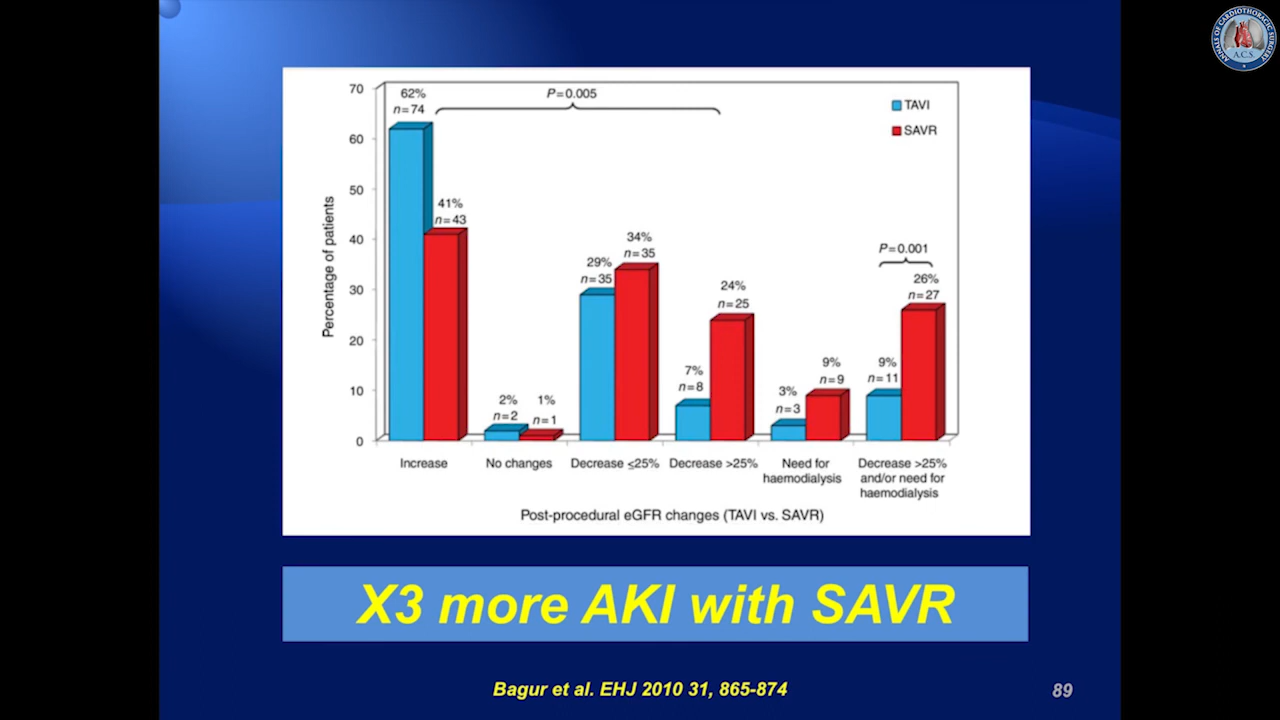 ANNALS OF CARDIOTHORACIC SURGERY
A.C.S
70
60
50
40
30
20
10
0
Percentage of patients
62%
n=74
P=0.005
TAVI
SAVR
41%
n=43
2%
n=2
1%
n=1
29%
n=35
34%
n=35
7%
n=8
24%
n=25
3%
n=3
9%
n=9
P=0.001
9%
n=11
26%
n=27
Increase
No changes
Decrease ≤25%
Decrease >25%
Need for
haemodialysis
Decrease >25%
and/or need for
haemodialysis
Post-procedural eGFR changes (TAVI vs. SAVR)
X3 more AKI with SAVR
Bagur et al. EHJ 2010 31, 865-874
89